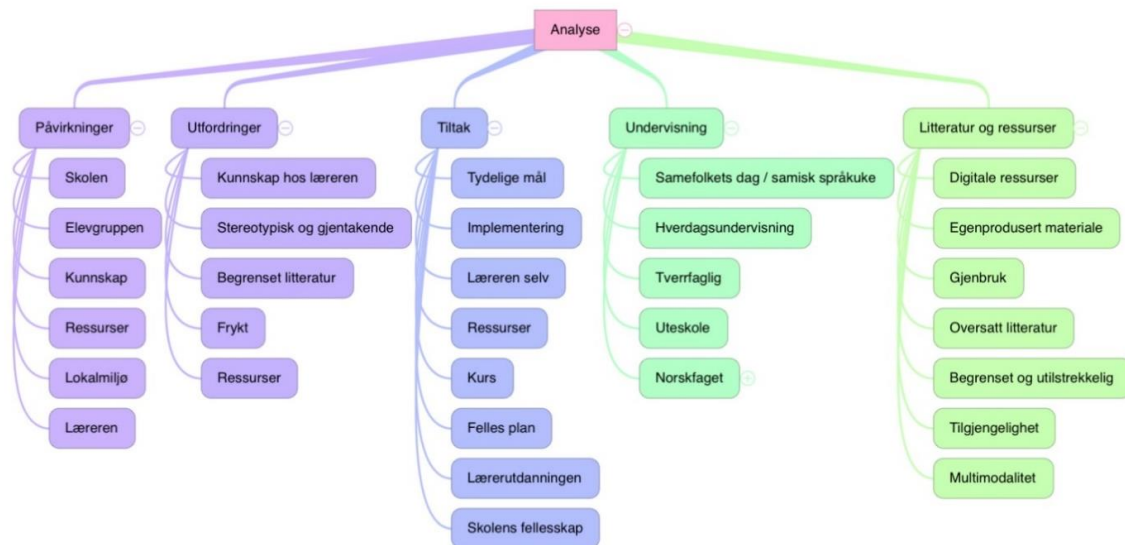 Analyse
Påvirkninger
Skolen
Elevgruppen
Kunnskap
Ressurser
Lokalmiljø
Læreren
Utfordringer
Kunnskap hos læreren
Stereotypisk og gjentakende
Begrenset litteratur
Frykt
Ressurser
Tiltak
Tydelige mål
Implementering
Læreren selv
Ressurser
Kurs
Felles plan
Lærerutdanningen
Skolens fellesskap
Undervisning
Samefolkets dag / samisk språkuke
Hverdagsundervisning
Tverrfaglig
Uteskole
Norskfaget
Litteratur og ressurser
Digitale ressurser
Egenprodusert materiale
Gjenbruk
Oversatt litteratur
Begrenset og utilstrekkelig
Tilgjengelighet
Multimodalitet